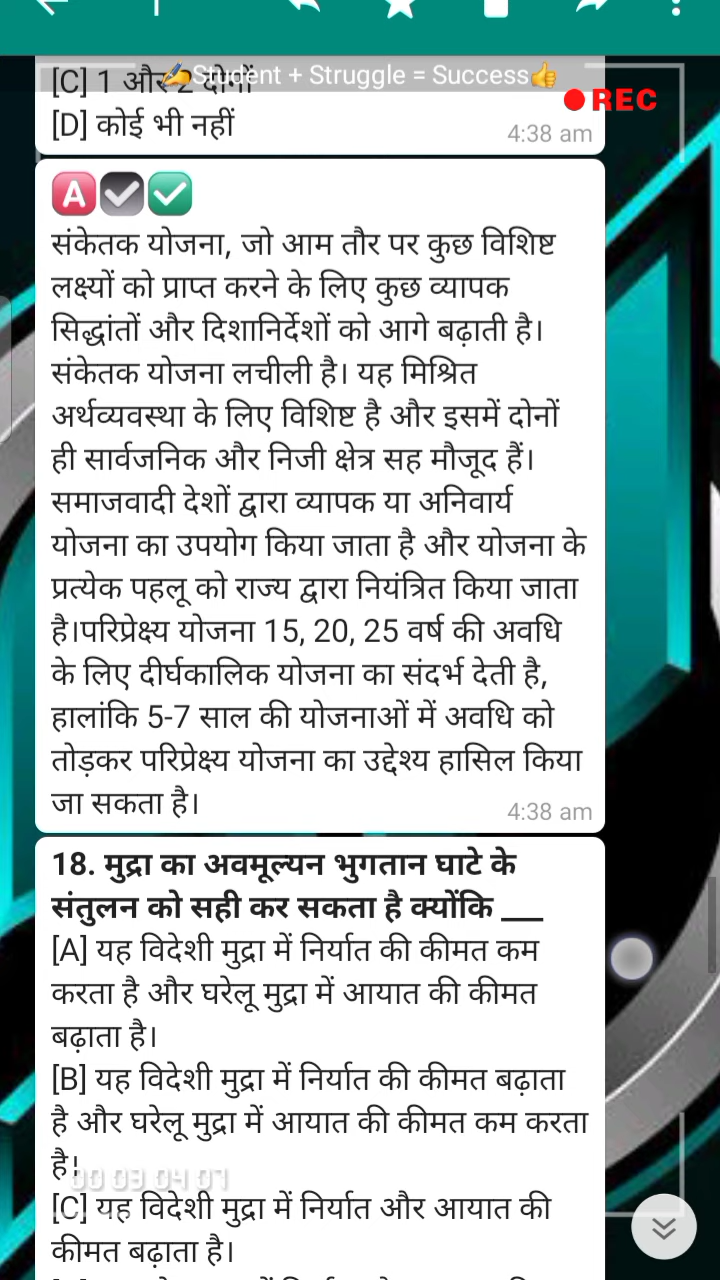 [C] 1 और 2 दोनों
✍️Student + Struggle = Success👍
REC
[D] कोई भी नहीं
4:38 am
🅰️✔️✅
संकेतक योजना, जो आम तौर पर कुछ विशिष्ट
लक्ष्यों को प्राप्त करने के लिए कुछ व्यापक
सिद्धांतों और दिशानिर्देशों को आगे बढ़ाती है।
संकेतक योजना लचीली है। यह मिश्रित
अर्थव्यवस्था के लिए विशिष्ट है और इसमें दोनों
ही सार्वजनिक और निजी क्षेत्र सह मौजूद हैं।
समाजवादी देशों द्वारा व्यापक या अनिवार्य
योजना का उपयोग किया जाता है और योजना के
प्रत्येक पहलू को राज्य द्वारा नियंत्रित किया जाता
है।परिप्रेक्ष्य योजना 15, 20, 25 वर्ष की अवधि
के लिए दीर्घकालिक योजना का संदर्भ देती है,
हालांकि 5-7 साल की योजनाओं में अवधि को
तोड़कर परिप्रेक्ष्य योजना का उद्देश्य हासिल किया
जा सकता है।
4:38 am
18. मुद्रा का अवमूल्यन भुगतान घाटे के
संतुलन को सही कर सकता है क्योंकि ___
[A] यह विदेशी मुद्रा में निर्यात की कीमत कम
करता है और घरेलू मुद्रा में आयात की कीमत
बढ़ाता है।
[B] यह विदेशी मुद्रा में निर्यात की कीमत बढ़ाता
है और घरेलू मुद्रा में आयात की कीमत कम करता
है।
00 03 04 07
[C] यह विदेशी मुद्रा में निर्यात और आयात की
कीमत बढ़ाता है।